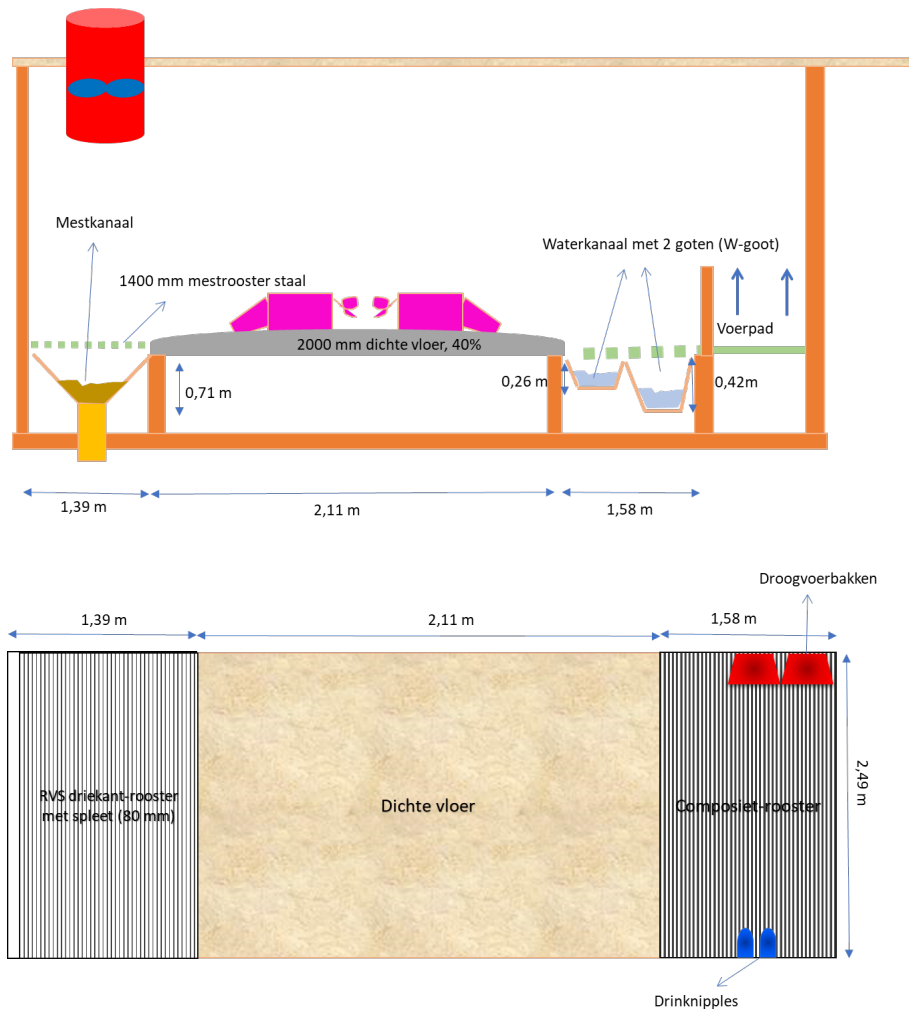 Mestkanaal
Waterkanaal met 2 goten (W-goot)
1400 mm mestrooster staal
Voerpad
2000 mm dichte vloer, 40%
0,71 m
0,26 m
0,42m
1,39 m
2,11 m
1,58 m
Droogvoerbakken
1,39 m
2,11 m
1,58 m
2,49 m
RVS driekant-rooster
met spleet (80 mm)
Dichte vloer
Composiet-rooster
Drinknipples